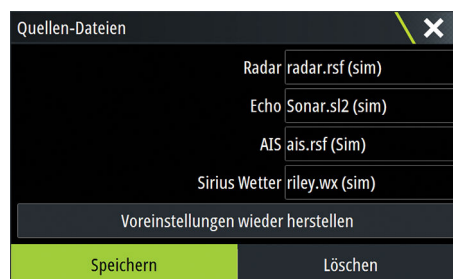 Quellen-Dateien
Radar radar.rsf (sim)
Echo Sonar.sl2 (sim)
AIS ais.rsf (Sim)
Sirius Wetter riley.wx (sim)
Voreinstellungen wieder herstellen
Speichern Löschen